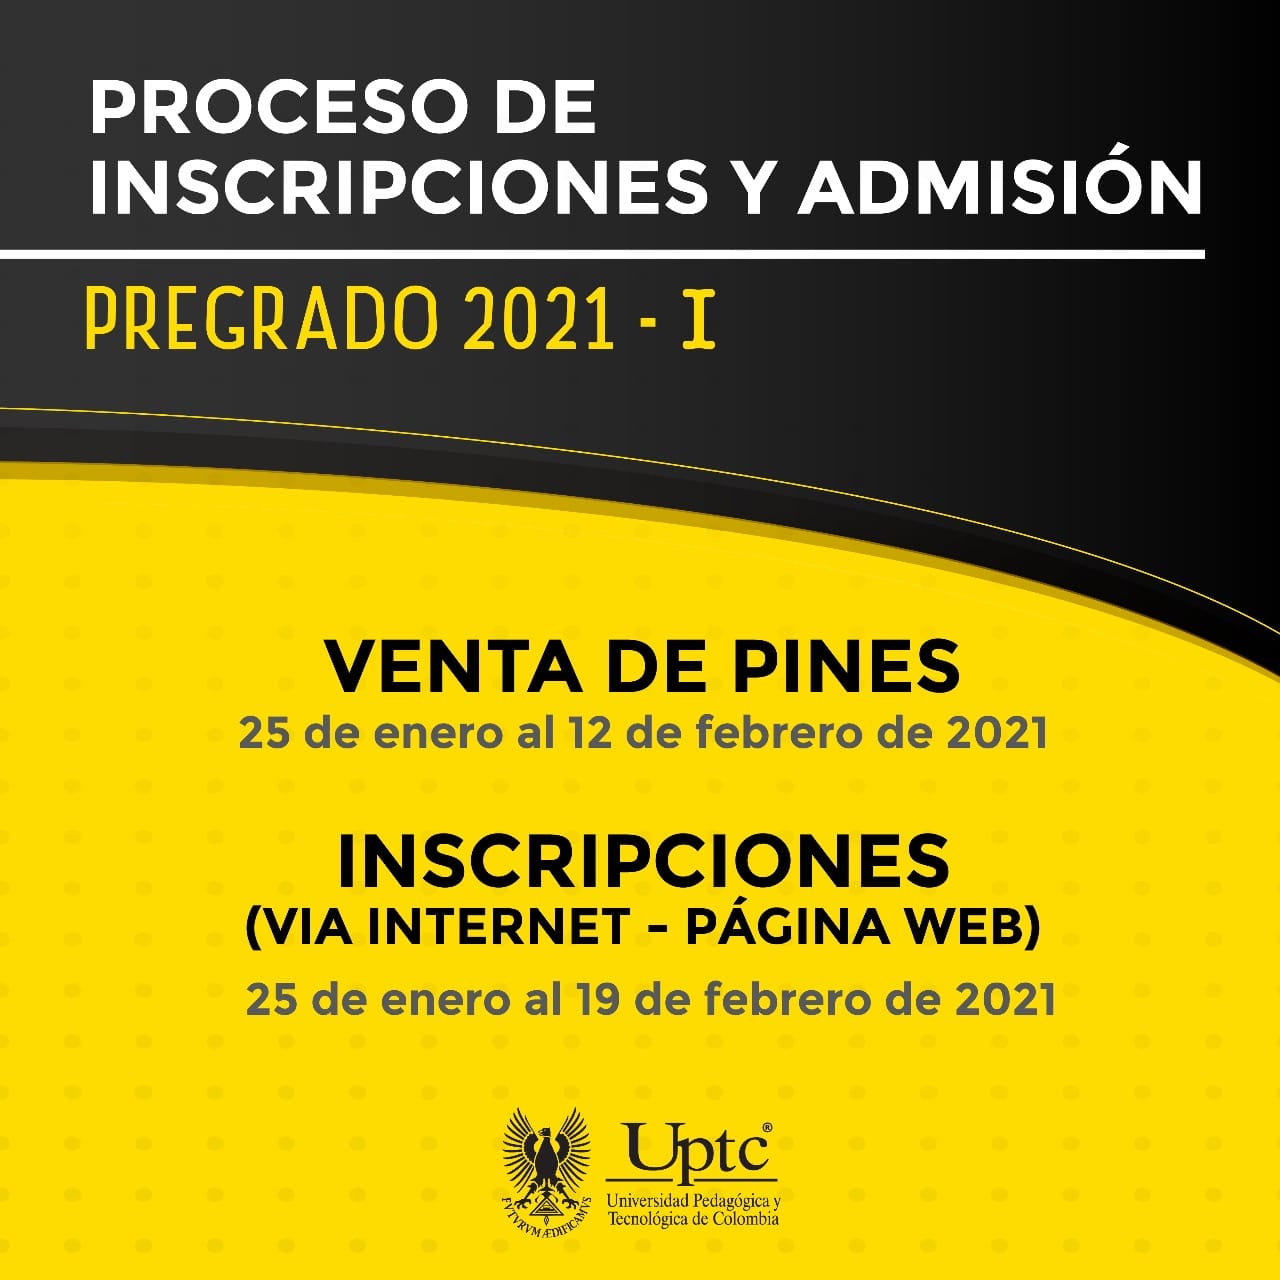 PROCESO DE
INSCRIPCIONES Y ADMISIÓN
PREGRADO 2021 - I
VENTA DE PINES
25 de enero al 12 de febrero de 2021
INSCRIPCIONES
(VIA INTERNET - PÁGINA WEB)
25 de enero al 19 de febrero de 2021
FVTVRVM ÆDIFICAMVS
Uptc®
Universidad Pedagógica y
Tecnológica de Colombia